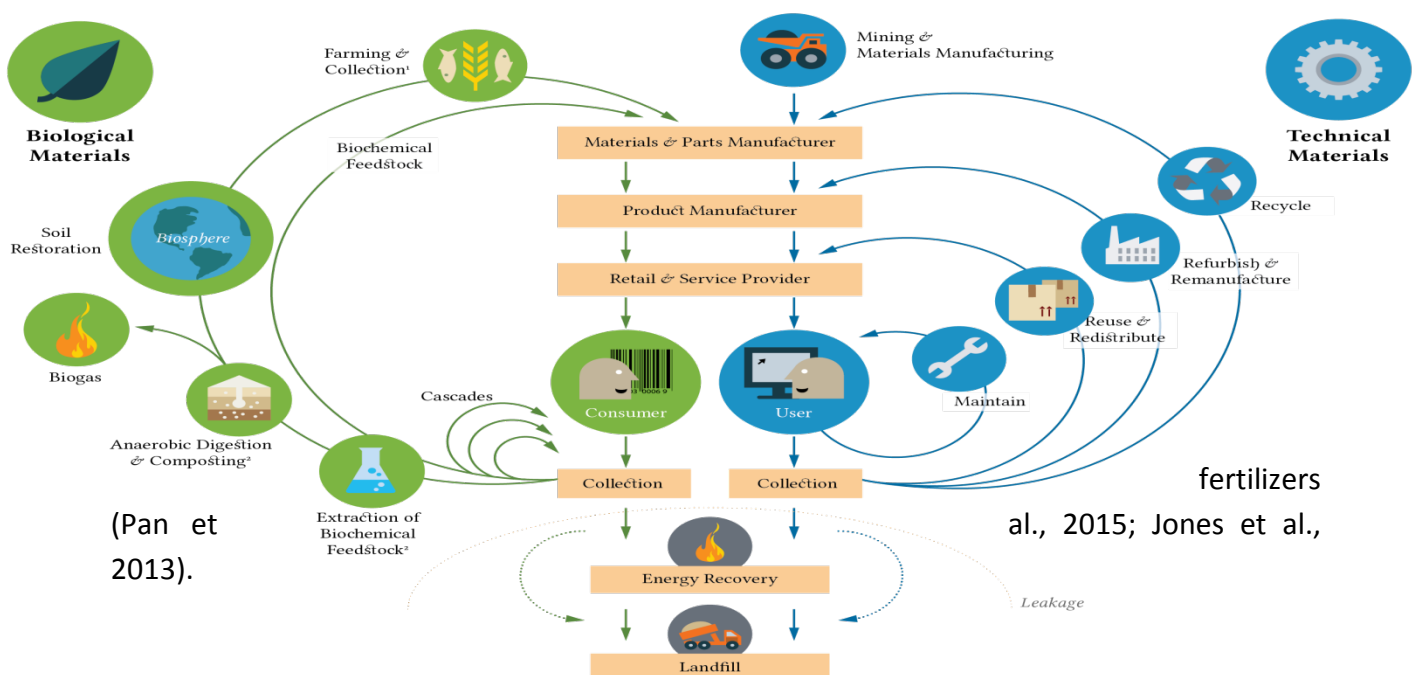 Biological
Materials
Farming &
Collection¹
Mining &
Materials Manufacturing
Technical
Materials
Biochemical
Feedstock
Materials & Parts Manufacturer
Recycle
Product Manufacturer
Soil
Restoration
Biosphere
Refurbish &
Remanufacture
Retail & Service Provider
Reuse &
Redistribute
Biogas
Cascades
Consumer
User
Maintain
Anaerobic Digestion
& Composting²
Collection
Collection
Extraction of
Biochemical
Feedstock²
fertilizers
(Pan et al., 2015; Jones et al.,
2013).
Energy Recovery
Leakage
Landfill